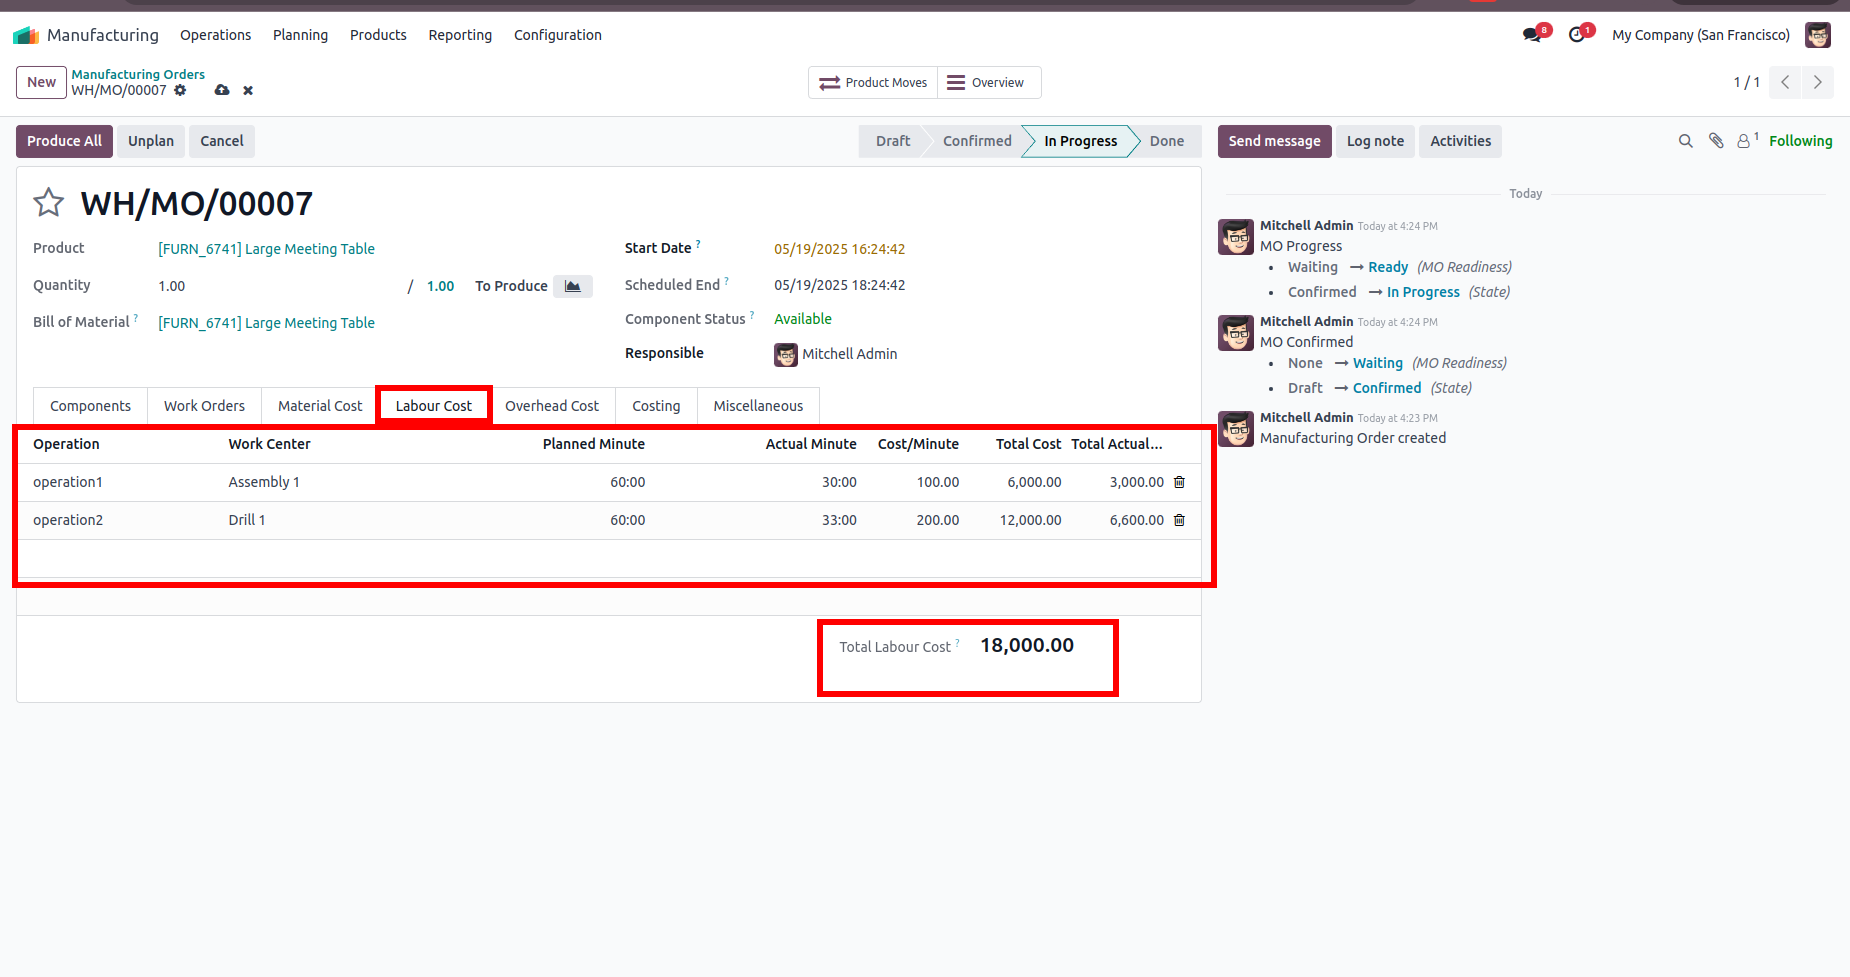 Manufacturing Operations Planning Products Reporting Configuration 8 1 My Company (San Francisco)
New Manufacturing Orders
WH/MO/00007
Product Moves Overview 1 / 1
Produce All Unplan Cancel Draft Confirmed In Progress Done
WH/MO/00007
Product [FURN_6741] Large Meeting Table
Quantity 1.00 / 1.00 To Produce
Bill of Material ? [FURN_6741] Large Meeting Table
Start Date ? 05/19/2025 16:24:42
Scheduled End ? 05/19/2025 18:24:42
Component Status ? Available
Responsible Mitchell Admin
Components Work Orders Material Cost Labour Cost Overhead Cost Costing Miscellaneous
Operation Work Center Planned Minute Actual Minute Cost/Minute Total Cost Total Actual...
operation1 Assembly 1 60:00 30:00 100.00 6,000.00 3,000.00
operation2 Drill 1 60:00 33:00 200.00 12,000.00 6,600.00
Total Labour Cost ? 18,000.00
Send message Log note Activities 1 Following
Today
Mitchell Admin Today at 4:24 PM
MO Progress
• Waiting → Ready (MO Readiness)
• Confirmed → In Progress (State)
Mitchell Admin Today at 4:24 PM
MO Confirmed
• None → Waiting (MO Readiness)
• Draft → Confirmed (State)
Mitchell Admin Today at 4:23 PM
Manufacturing Order created